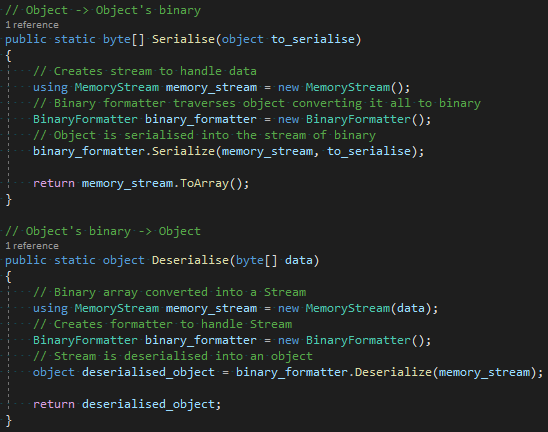 // Object -> Object's binary
1 reference
public static byte[] Serialise(object to_serialise)
{
// Creates stream to handle data
using MemoryStream memory_stream = new MemoryStream();
// Binary formatter traverses object converting it all to binary
BinaryFormatter binary_formatter = new BinaryFormatter();
// Object is serialised into the stream of binary
binary_formatter.Serialize(memory_stream, to_serialise);
return memory_stream.ToArray();
}
// Object's binary -> Object
1 reference
public static object Deserialise(byte[] data)
{
// Binary array converted into a Stream
using MemoryStream memory_stream = new MemoryStream(data);
// Creates formatter to handle Stream
BinaryFormatter binary_formatter = new BinaryFormatter();
// Stream is deserialised into an object
object deserialised_object = binary_formatter.Deserialize(memory_stream);
return deserialised_object;
}